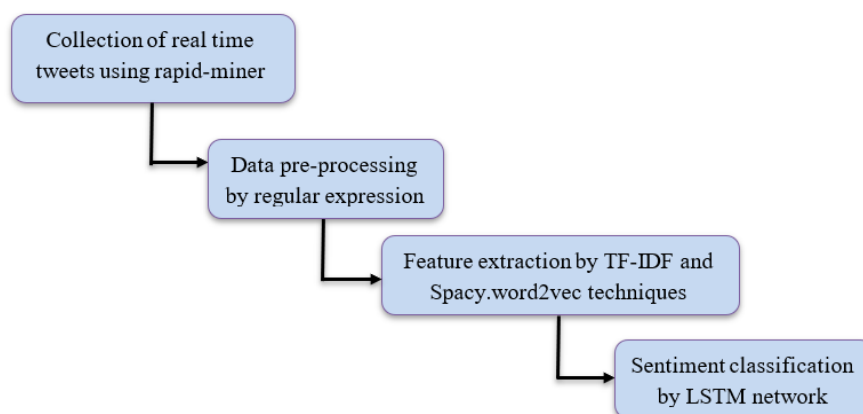 Collection of real time
tweets using rapid-miner
Data pre-processing
by regular expression
Feature extraction by TF-IDF and
Spacy.word2vec techniques
Sentiment classification
by LSTM network